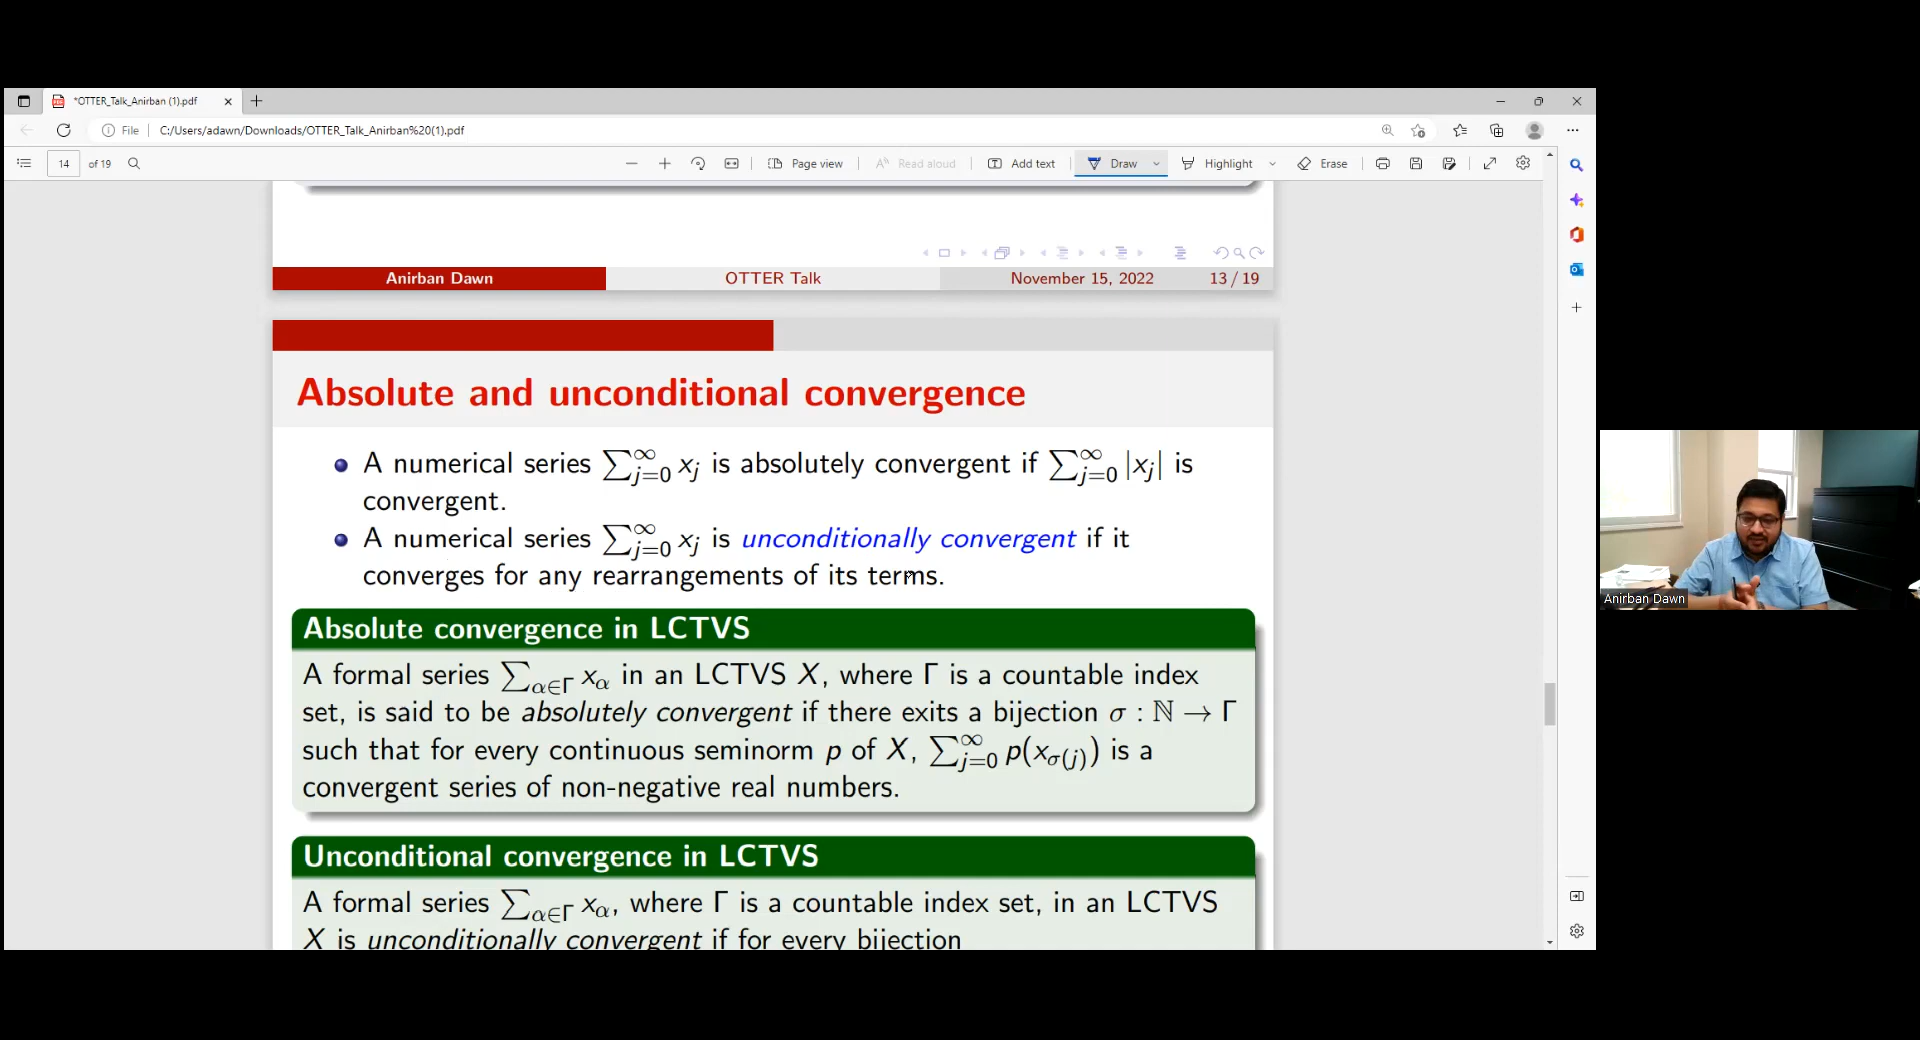 *OTTER_Talk_Anirban (1).pdf
File C:/Users/adawn/Downloads/OTTER_Talk_Anirban%20(1).pdf
14 of 19 Page view Read aloud Add text Draw Highlight Erase
Anirban Dawn OTTER Talk November 15, 2022 13 / 19
Absolute and unconditional convergence
A numerical series ∑_{j=0}^{∞} x_j is absolutely convergent if ∑_{j=0}^{∞} |x_j| is
convergent.
A numerical series ∑_{j=0}^{∞} x_j is unconditionally convergent if it
converges for any rearrangements of its terms.
Absolute convergence in LCTVS
A formal series ∑_{α∈Γ} x_α in an LCTVS X, where Γ is a countable index
set, is said to be absolutely convergent if there exits a bijection σ : ℕ → Γ
such that for every continuous seminorm p of X, ∑_{j=0}^{∞} p(x_{σ(j)}) is a
convergent series of non-negative real numbers.
Unconditional convergence in LCTVS
A formal series ∑_{α∈Γ} x_α, where Γ is a countable index set, in an LCTVS
X is unconditionally convergent if for every bijection
Anirban Dawn